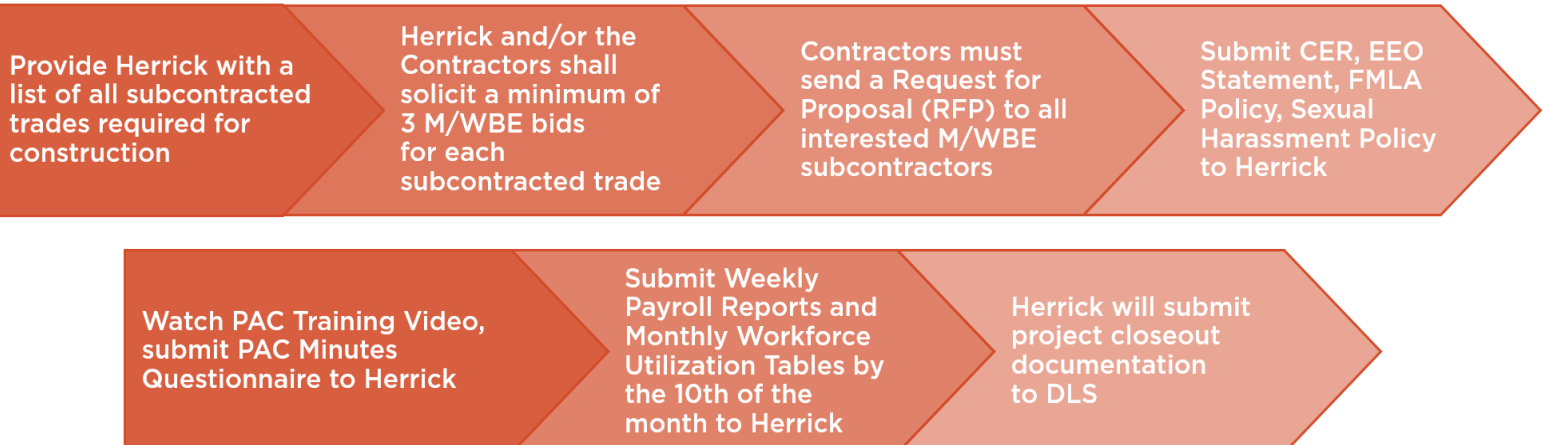 Provide Herrick with a
list of all subcontracted
trades required for
construction
Herrick and/or the
Contractors shall
solicit a minimum of
3 M/WBE bids
for each
subcontracted trade
Contractors must
send a Request for
Proposal (RFP) to all
interested M/WBE
subcontractors
Submit CER, EEO
Statement, FMLA
Policy, Sexual
Harassment Policy
to Herrick
Watch PAC Training Video,
submit PAC Minutes
Questionnaire to Herrick
Submit Weekly
Payroll Reports and
Monthly Workforce
Utilization Tables by
the 10th of the
month to Herrick
Herrick will submit
project closeout
documentation
to DLS